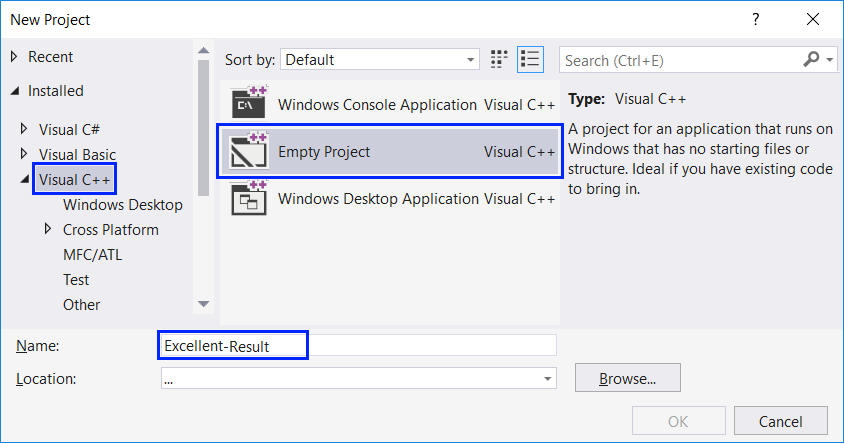 New Project
?
Recent
Installed
Visual C#
Visual Basic
Visual C++
Windows Desktop
Cross Platform
MFC/ATL
Test
Other
Sort by: Default
Search (Ctrl+E)
Windows Console Application Visual C++
Empty Project Visual C++
Windows Desktop Application Visual C++
Type: Visual C++
A project for an application that runs on
Windows that has no starting files or
structure. Ideal if you have existing code
to bring in.
Name: Excellent-Result
Location: ...
Browse...
OK
Cancel